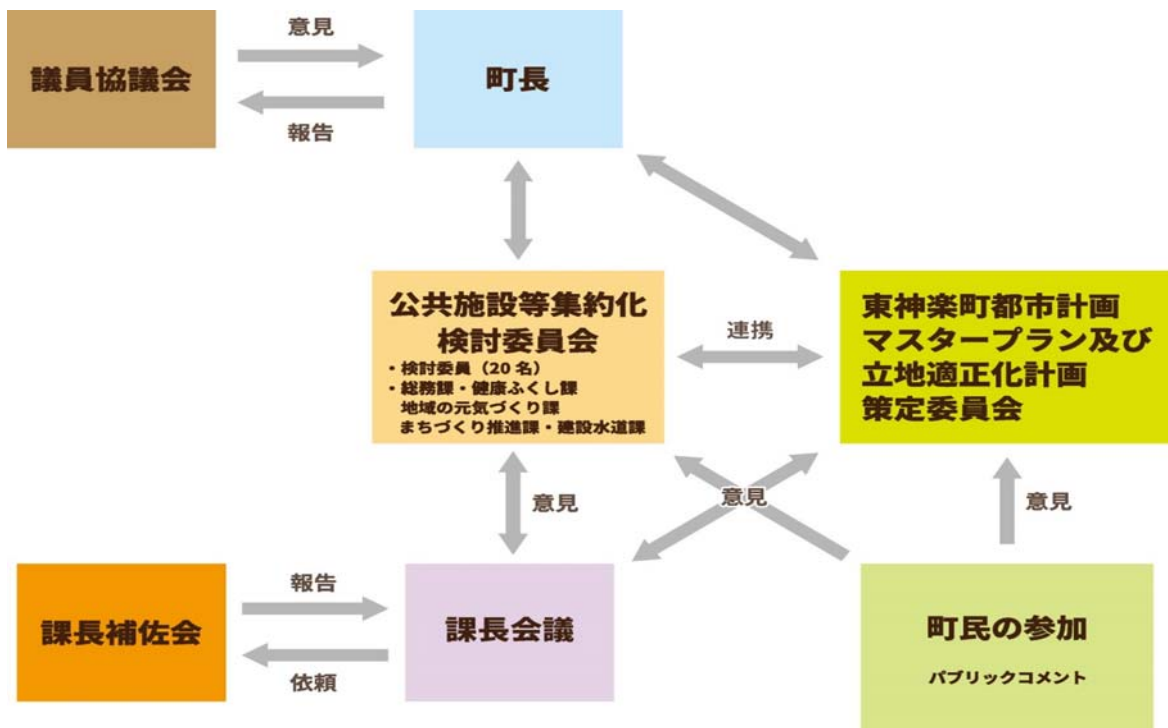 意見
議員協議会
町長
報告
公共施設等集約化
検討委員会
・検討委員（20名）
・総務課・健康ふくし課
地域の元気づくり課
まちづくり推進課・建設水道課
連携
東神楽町都市計画
マスタープラン及び
立地適正化計画
策定委員会
意見
意見
意見
報告
課長補佐会
課長会議
依頼
町民の参加
パブリックコメント